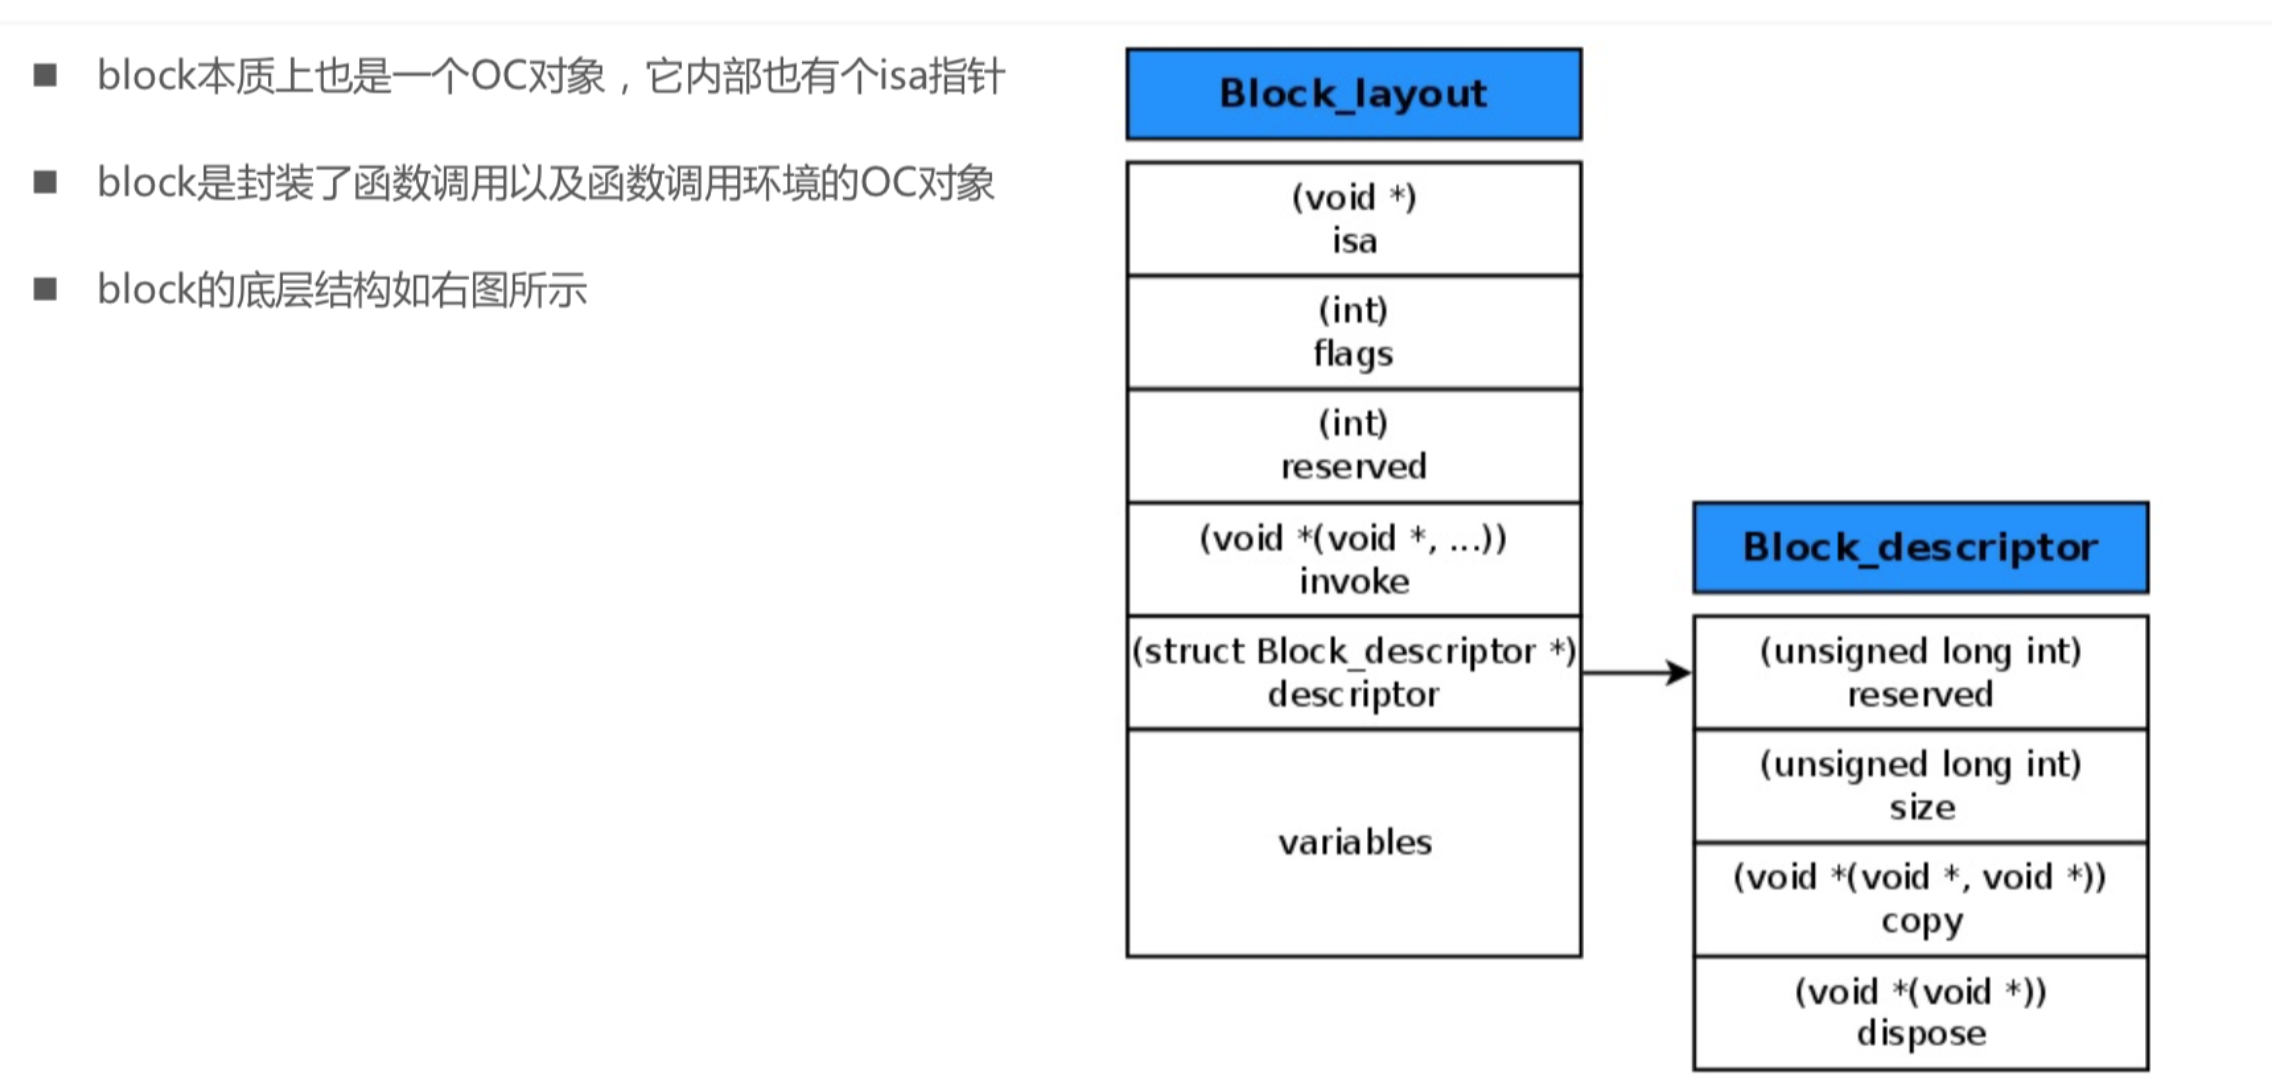 block本质上也是一个OC对象，它内部也有个isa指针
block是封装了函数调用以及函数调用环境的OC对象
block的底层结构如右图所示
Block_layout
(void *)
isa
(int)
flags
(int)
reserved
(void *(void *, ...))
invoke
(struct Block_descriptor *)
descriptor
variables
Block_descriptor
(unsigned long int)
reserved
(unsigned long int)
size
(void *(void *, void *))
copy
(void *(void *))
dispose